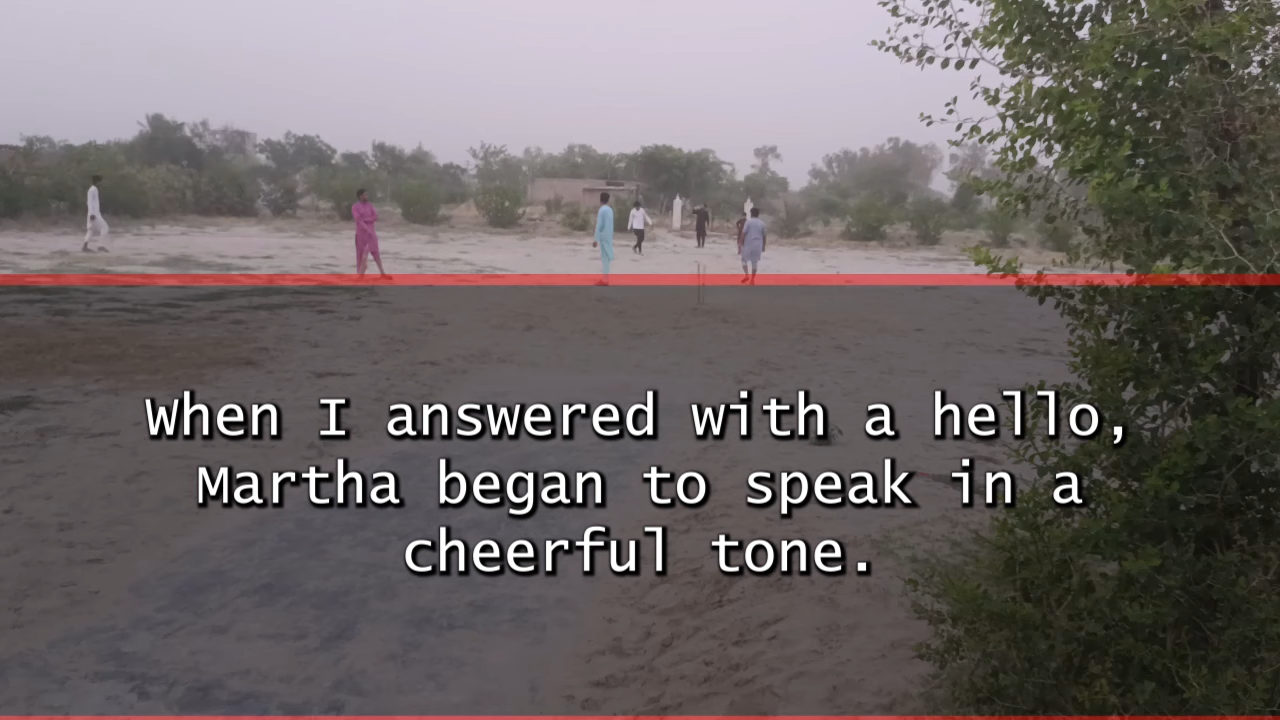 When I answered with a hello,
Martha began to speak in a
cheerful tone.